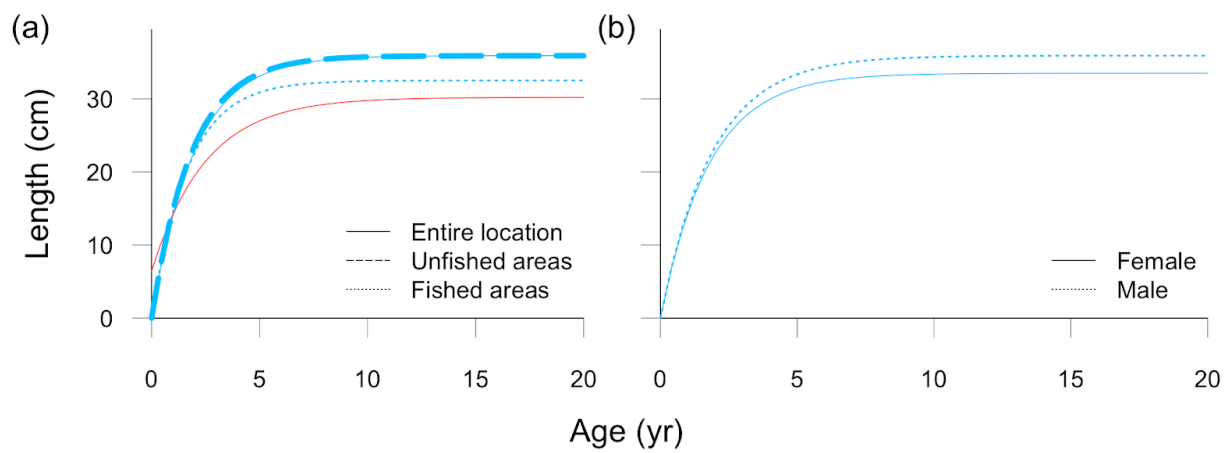 (a)
(b)
Length (cm)
30
20
10
0
Entire location
Unfished areas
Fished areas
0 5 10 15 20
Female
Male
0 5 10 15 20
Age (yr)